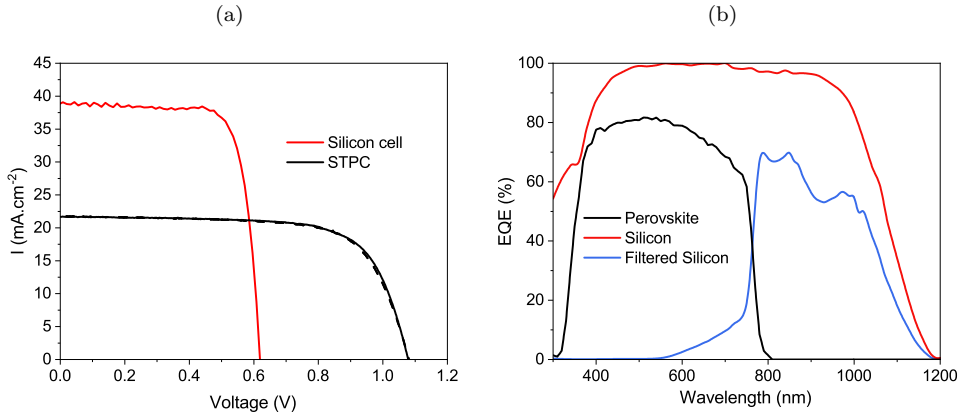 (a)
45
40
35
30
25
20
15
10
5
0
I (mA.cm-2)
0.0 0.2 0.4 0.6 0.8 1.0 1.2
Voltage (V)
Silicon cell
STPC
(b)
100
80
60
40
20
0
EQE (%)
400 600 800 1000 1200
Wavelength (nm)
Perovskite
Silicon
Filtered Silicon